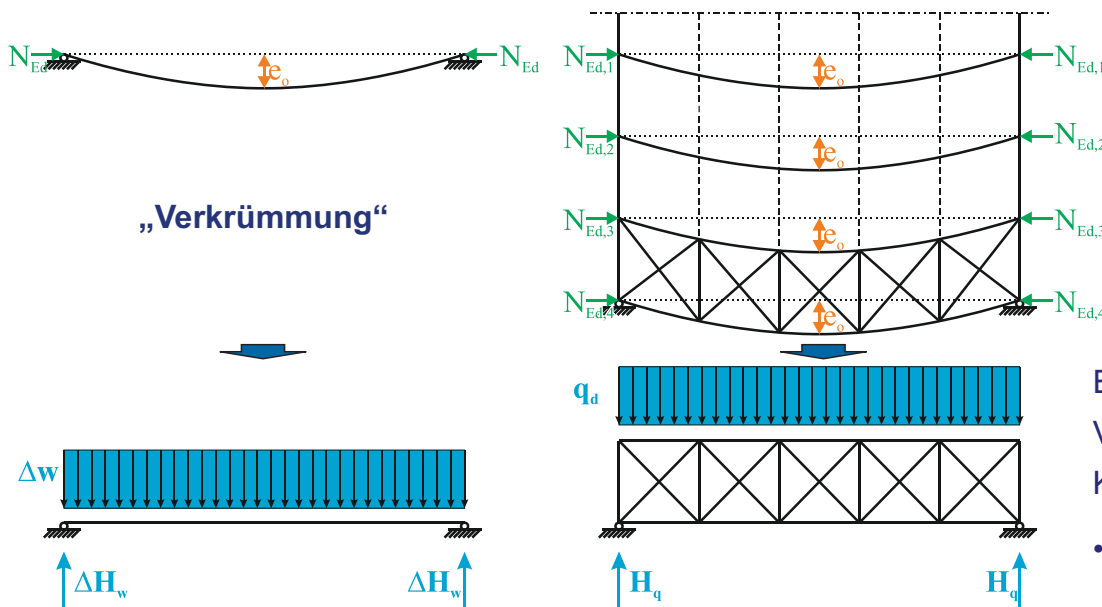 N_Ed N_Ed
e_o
N_Ed,1 N_Ed,1
e_o
N_Ed,2 N_Ed,2
e_o
N_Ed,3 N_Ed,3
e_o
N_Ed,4 N_Ed,4
e_o
„Verkrümmung“
Δw
ΔH_w ΔH_w
q_d
H_q H_q
E
V
K
•